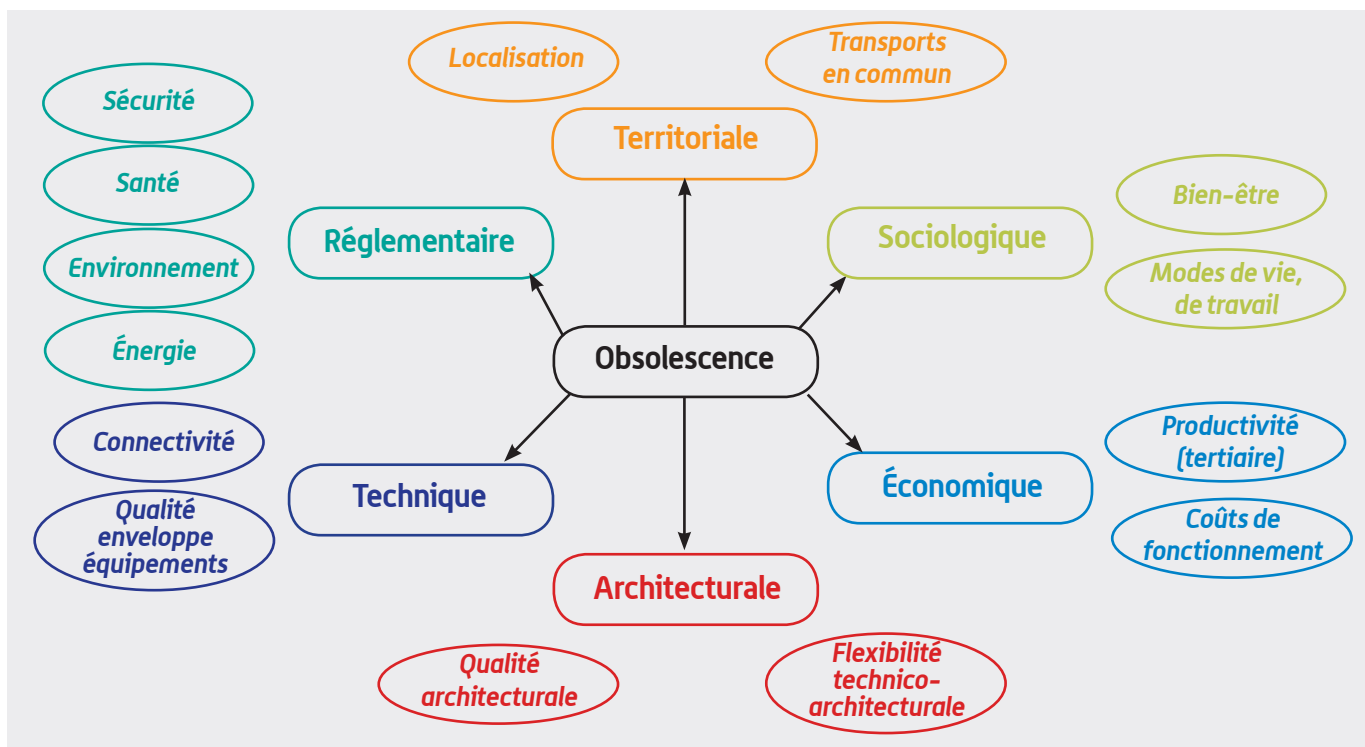 Localisation
Transports
en commun
Sécurité
Territoriale
Santé
Bien-être
Réglementaire
Sociologique
Environnement
Modes de vie,
de travail
Énergie
Obsolescence
Connectivité
Productivité
(tertiaire)
Technique
Économique
Qualité
enveloppe
équipements
Coûts de
fonctionnement
Architecturale
Qualité
architecturale
Flexibilité
technico-
architecturale